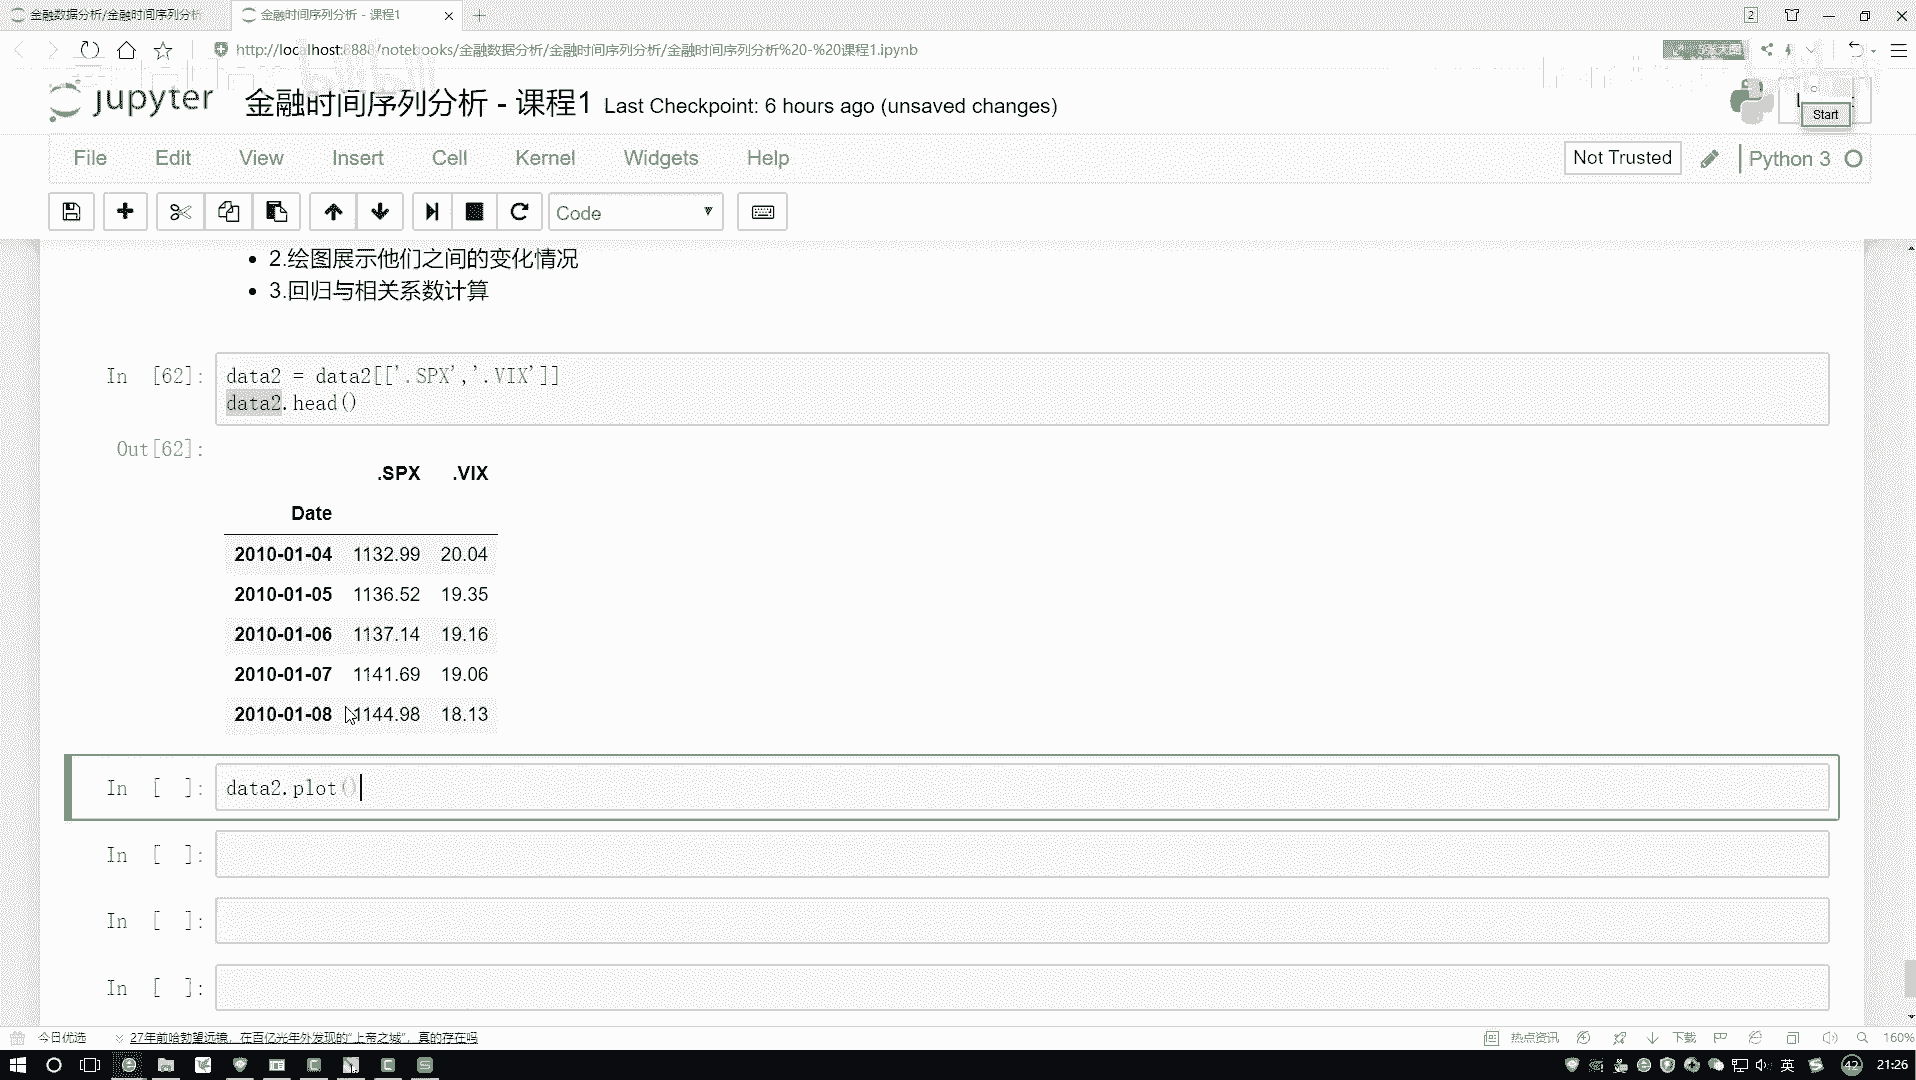 金融数据分析/金融时间序列分析
金融时间序列分析 - 课程1
2
http://localhost:8888/notebooks/金融数据分析/金融时间序列分析/金融时间序列分析%20-%20课程1.ipynb
jupyter
金融时间序列分析 - 课程1
Last Checkpoint: 6 hours ago (unsaved changes)
Start
File Edit View Insert Cell Kernel Widgets Help
Not Trusted
Python 3
Code
2.绘图展示他们之间的变化情况
3.回归与相关系数计算
In [62]:
data2 = data2[['.SPX','.VIX']]
data2.head()
Out[62]:
.SPX .VIX
Date
2010-01-04 1132.99 20.04
2010-01-05 1136.52 19.35
2010-01-06 1137.14 19.16
2010-01-07 1141.69 19.06
2010-01-08 1144.98 18.13
In [ ]:
data2.plot()
In [ ]:
In [ ]:
In [ ]:
今日优选
27年前哈勃望远镜，在百亿光年外发现的“上帝之城”，真的存在吗
热点资讯
下载
160%
英
42
21:26